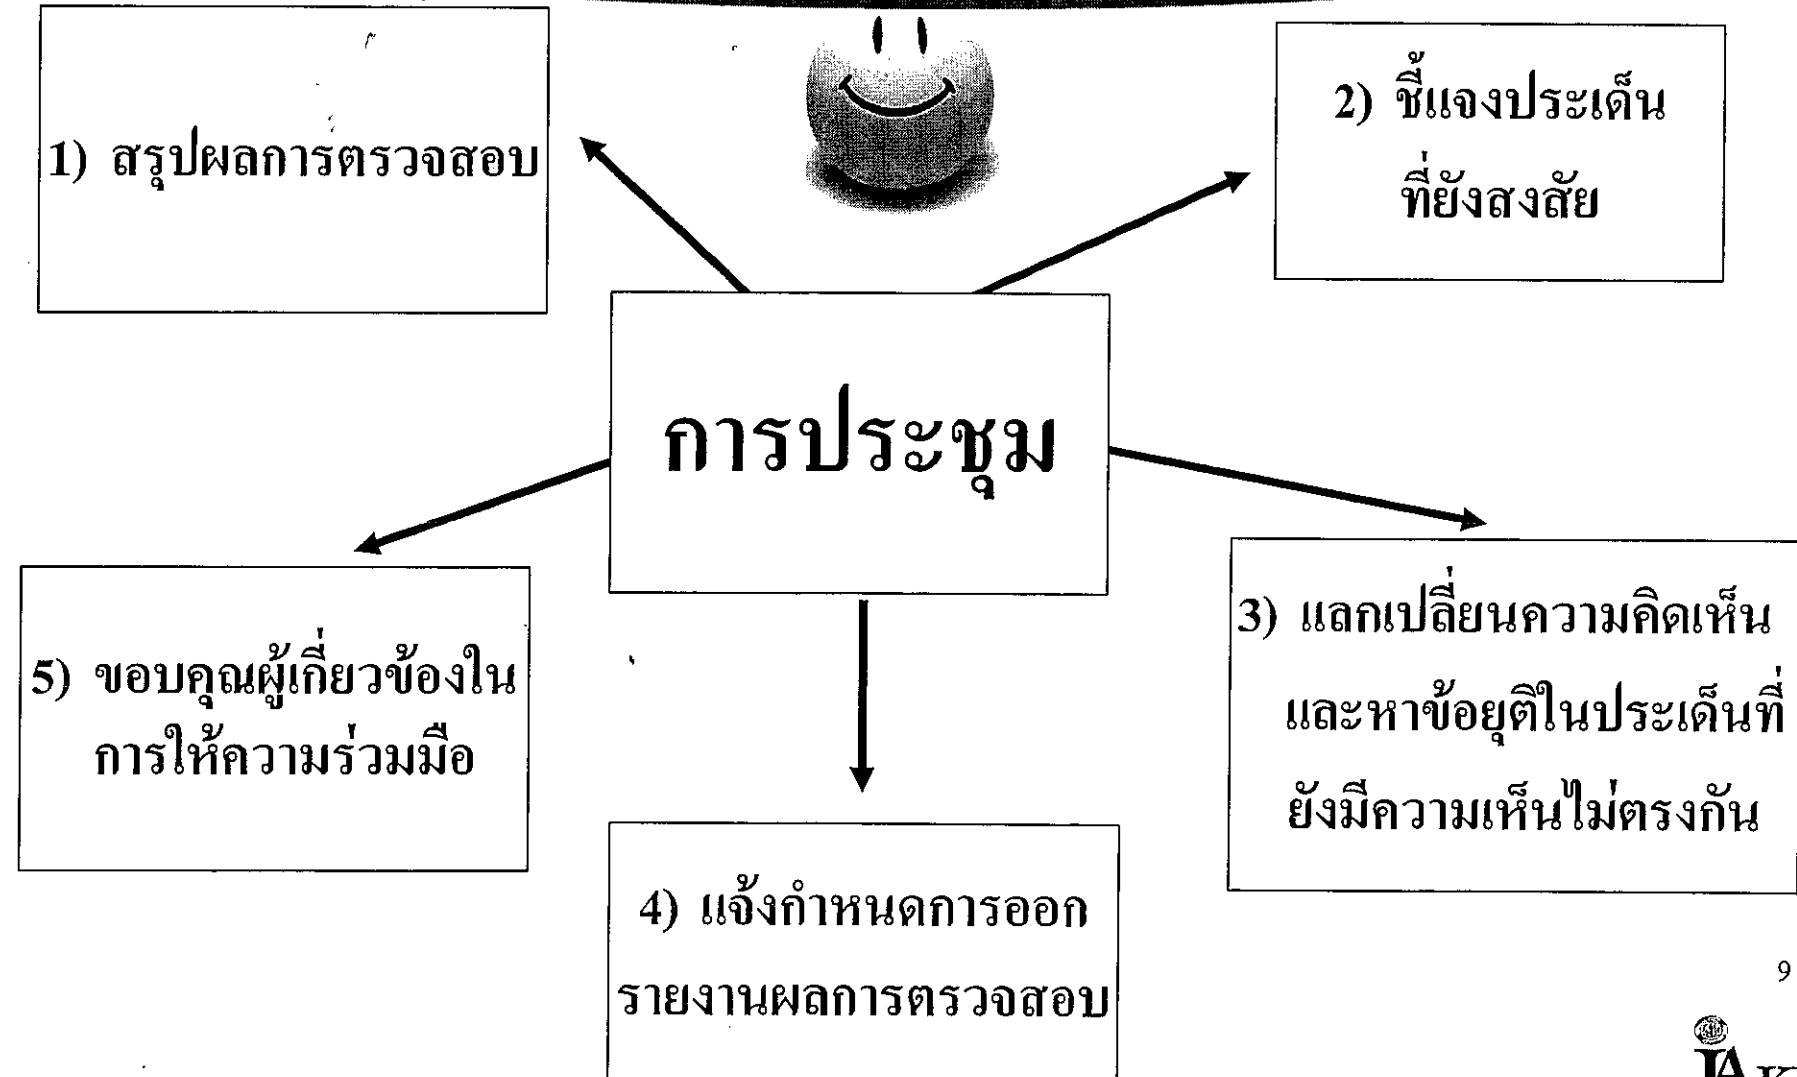 1) สรุปผลการตรวจสอบ
2) ชี้แจงประเด็น
ที่ยังสงสัย
การประชุม
3) แลกเปลี่ยนความคิดเห็น
และหาข้อยุติในประเด็นที่
ยังมีความเห็นไม่ตรงกัน
5) ขอบคุณผู้เกี่ยวข้องใน
การให้ความร่วมมือ
4) แจ้งกำหนดการออก
รายงานผลการตรวจสอบ
9